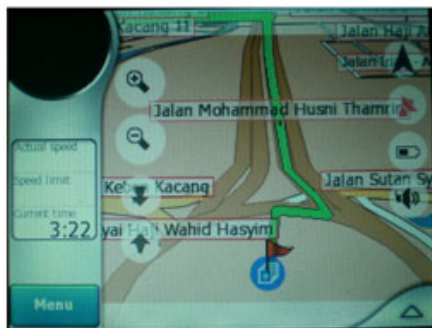 Kacang 11
Jalan Haji A
Jalan Mohammad Husni Thamrin
Actual speed
Speed limit
Kebon Kacang
Jalan Sutan Sy
Current time
3:22
yai Haji Wahid Hasyim
Menu